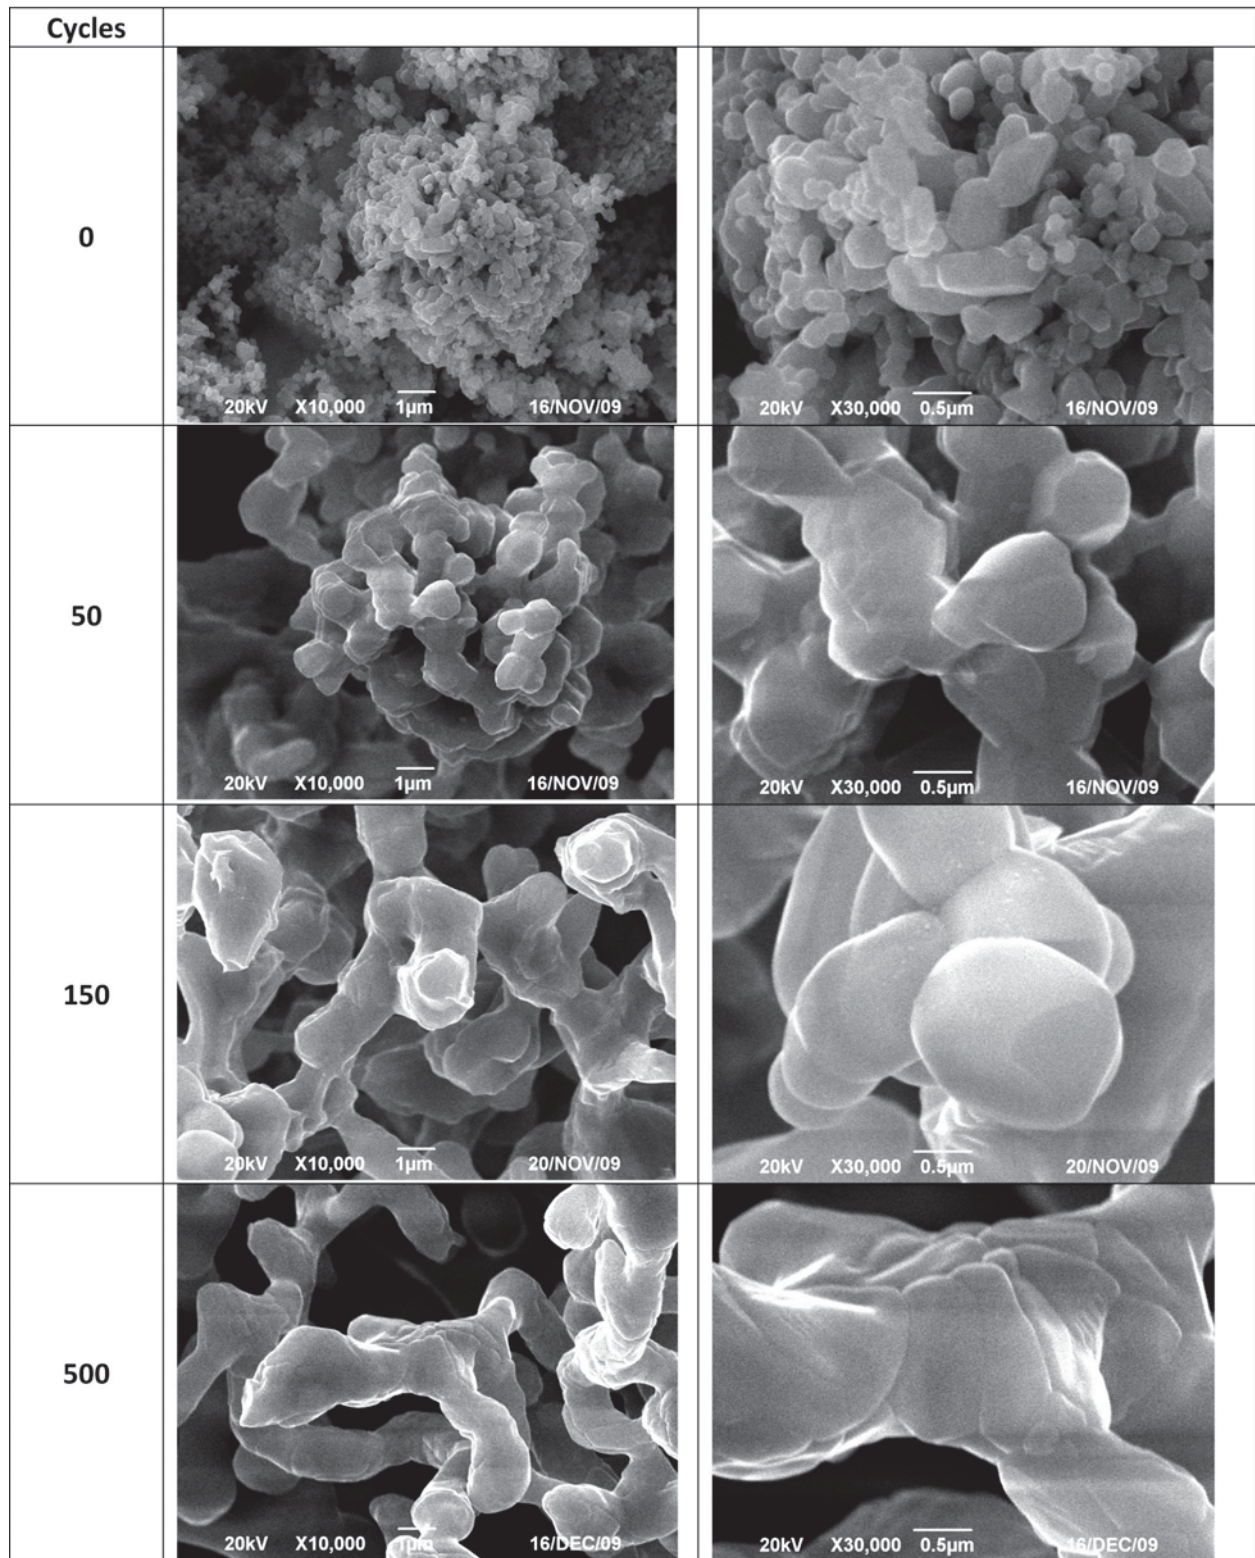 Cycles
0
20kV X10,000 1µm 16/NOV/09
20kV X30,000 0.5µm 16/NOV/09
50
20kV X10,000 1µm 16/NOV/09
20kV X30,000 0.5µm 16/NOV/09
150
20kV X10,000 1µm 20/NOV/09
20kV X30,000 0.5µm 20/NOV/09
500
20kV X10,000 1µm 16/DEC/09
20kV X30,000 0.5µm 16/DEC/09